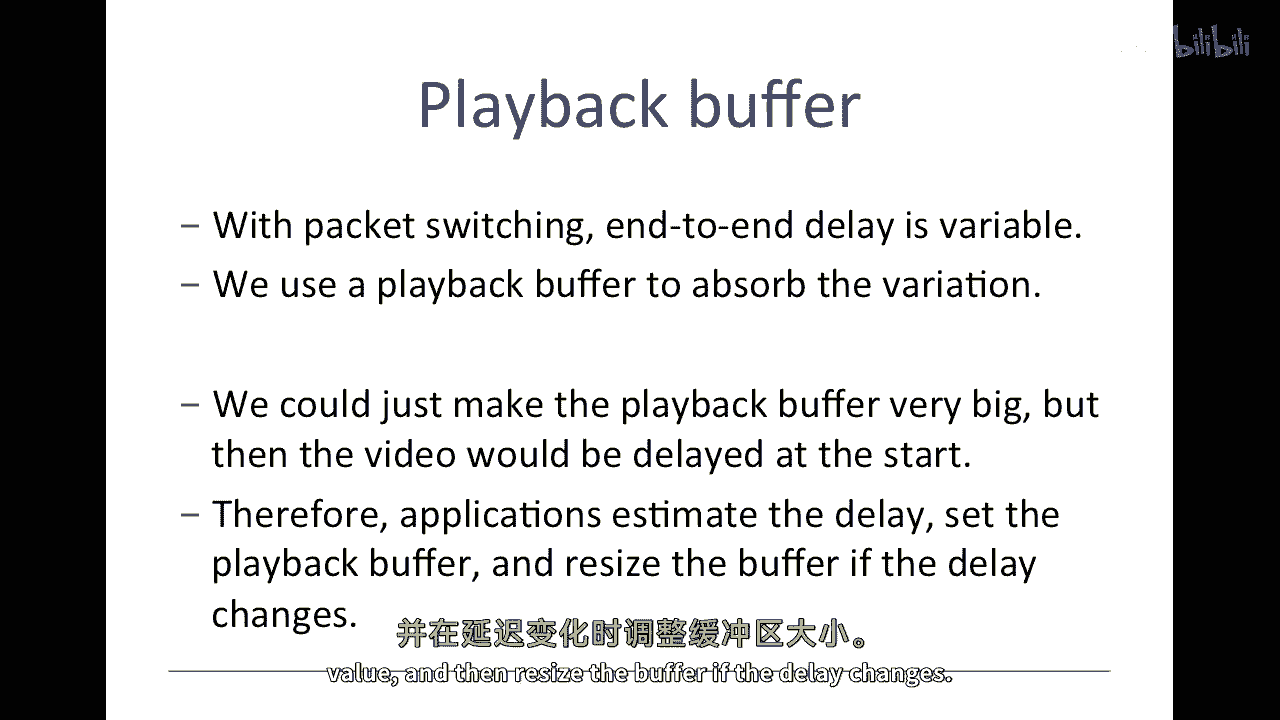 bilibili
Playback buffer
– With packet switching, end-to-end delay is variable.
– We use a playback buffer to absorb the variation.
– We could just make the playback buffer very big, but
then the video would be delayed at the start.
– Therefore, applications estimate the delay, set the
playback buffer, and resize the buffer if the delay
changes.
并在延迟变化时调整缓冲区大小。
value, and then resize the buffer if the delay changes.